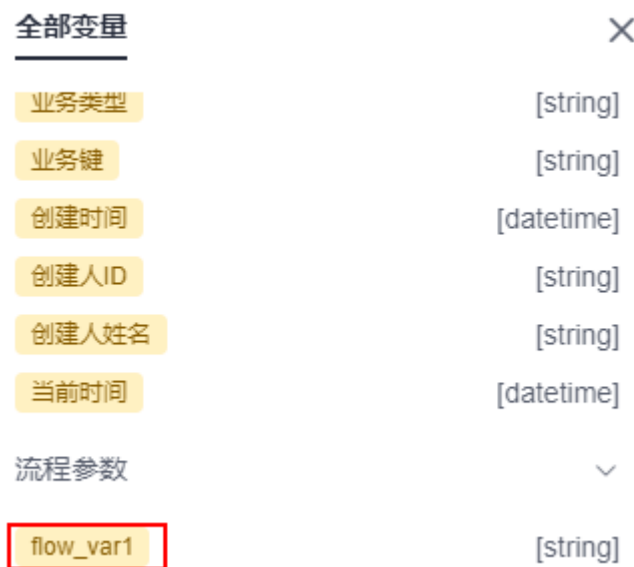 全部变量
业务类型 [string]
业务键 [string]
创建时间 [datetime]
创建人ID [string]
创建人姓名 [string]
当前时间 [datetime]
流程参数
flow_var1 [string]